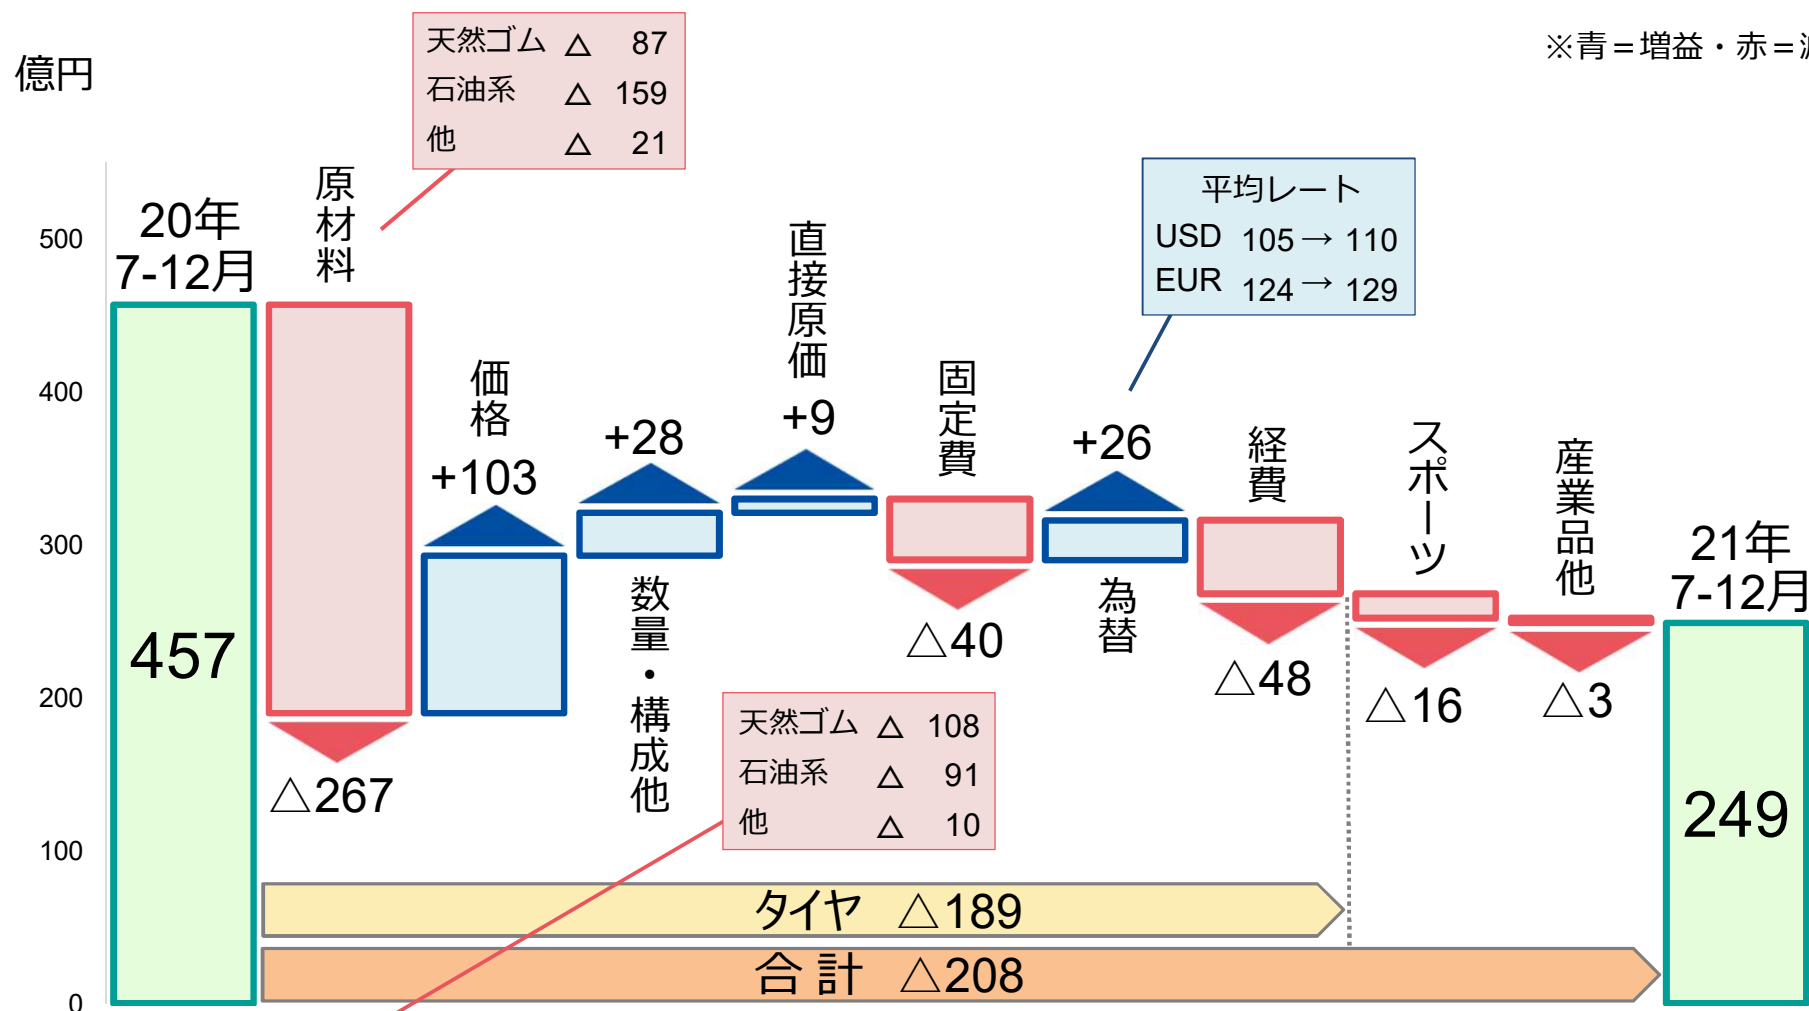 億円
※青＝増益・赤＝
天然ゴム △ 87
石油系 △ 159
他 △ 21
平均レート
USD 105→110
EUR 124→129
500
400
300
200
100
0
20年
7-12月
457
原材料
△267
価格
+103
+28
数量・構成他
直接原価
+9
固定費
△40
+26
為替
経費
△48
スポーツ
△16
産業品他
△3
21年
7-12月
249
天然ゴム △ 108
石油系 △ 91
他 △ 10
タイヤ △189
合計 △208